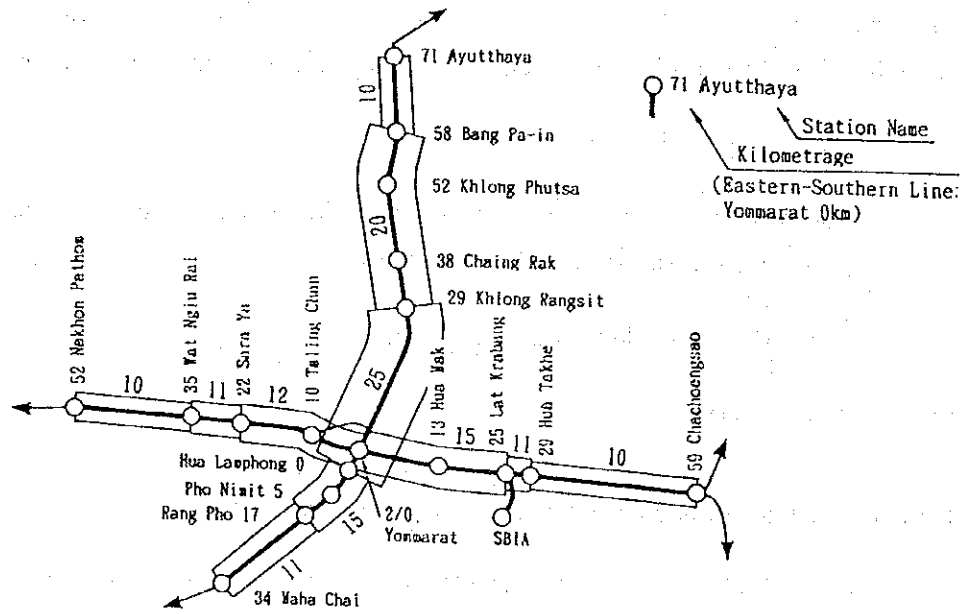 71 Ayutthaya
10
58 Bang Pa-in
52 Khlong Phutsa
20
38 Chaing Rak
29 Khlong Rangsit
25
71 Ayutthaya
Station Name
Kilometrage
(Eastern-Southern Line:
Yommarat 0km)
52 Nakhon Pathom
10
35 Wat Ngiu Rai
11
22 Sara Ya
12
10 Taling Chan
13 Hua Mak
15
25 Lat Krabang
11
29 Hua Takhe
10
59 Chachoengsao
Hua Lamphong 0
Pho Nimit 5
Rang Pho 17
15
2/0
Yommarat
SBIA
11
34 Maha Chai